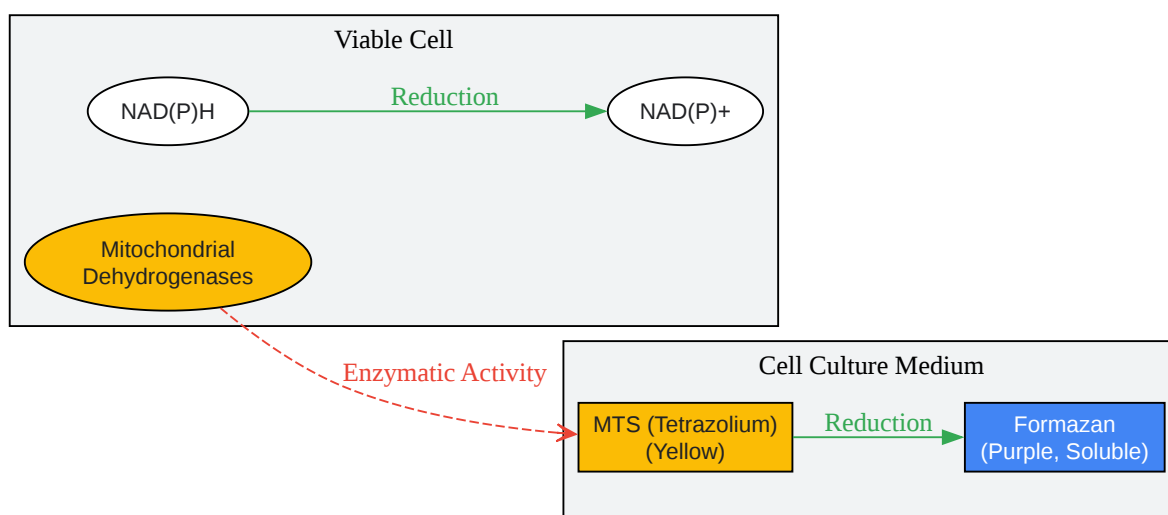 Viable Cell
NAD(P)H
Reduction
NAD(P)+
Mitochondrial
Dehydrogenases
Enzymatic Activity
Cell Culture Medium
MTS (Tetrazolium)
(Yellow)
Reduction
Formazan
(Purple, Soluble)